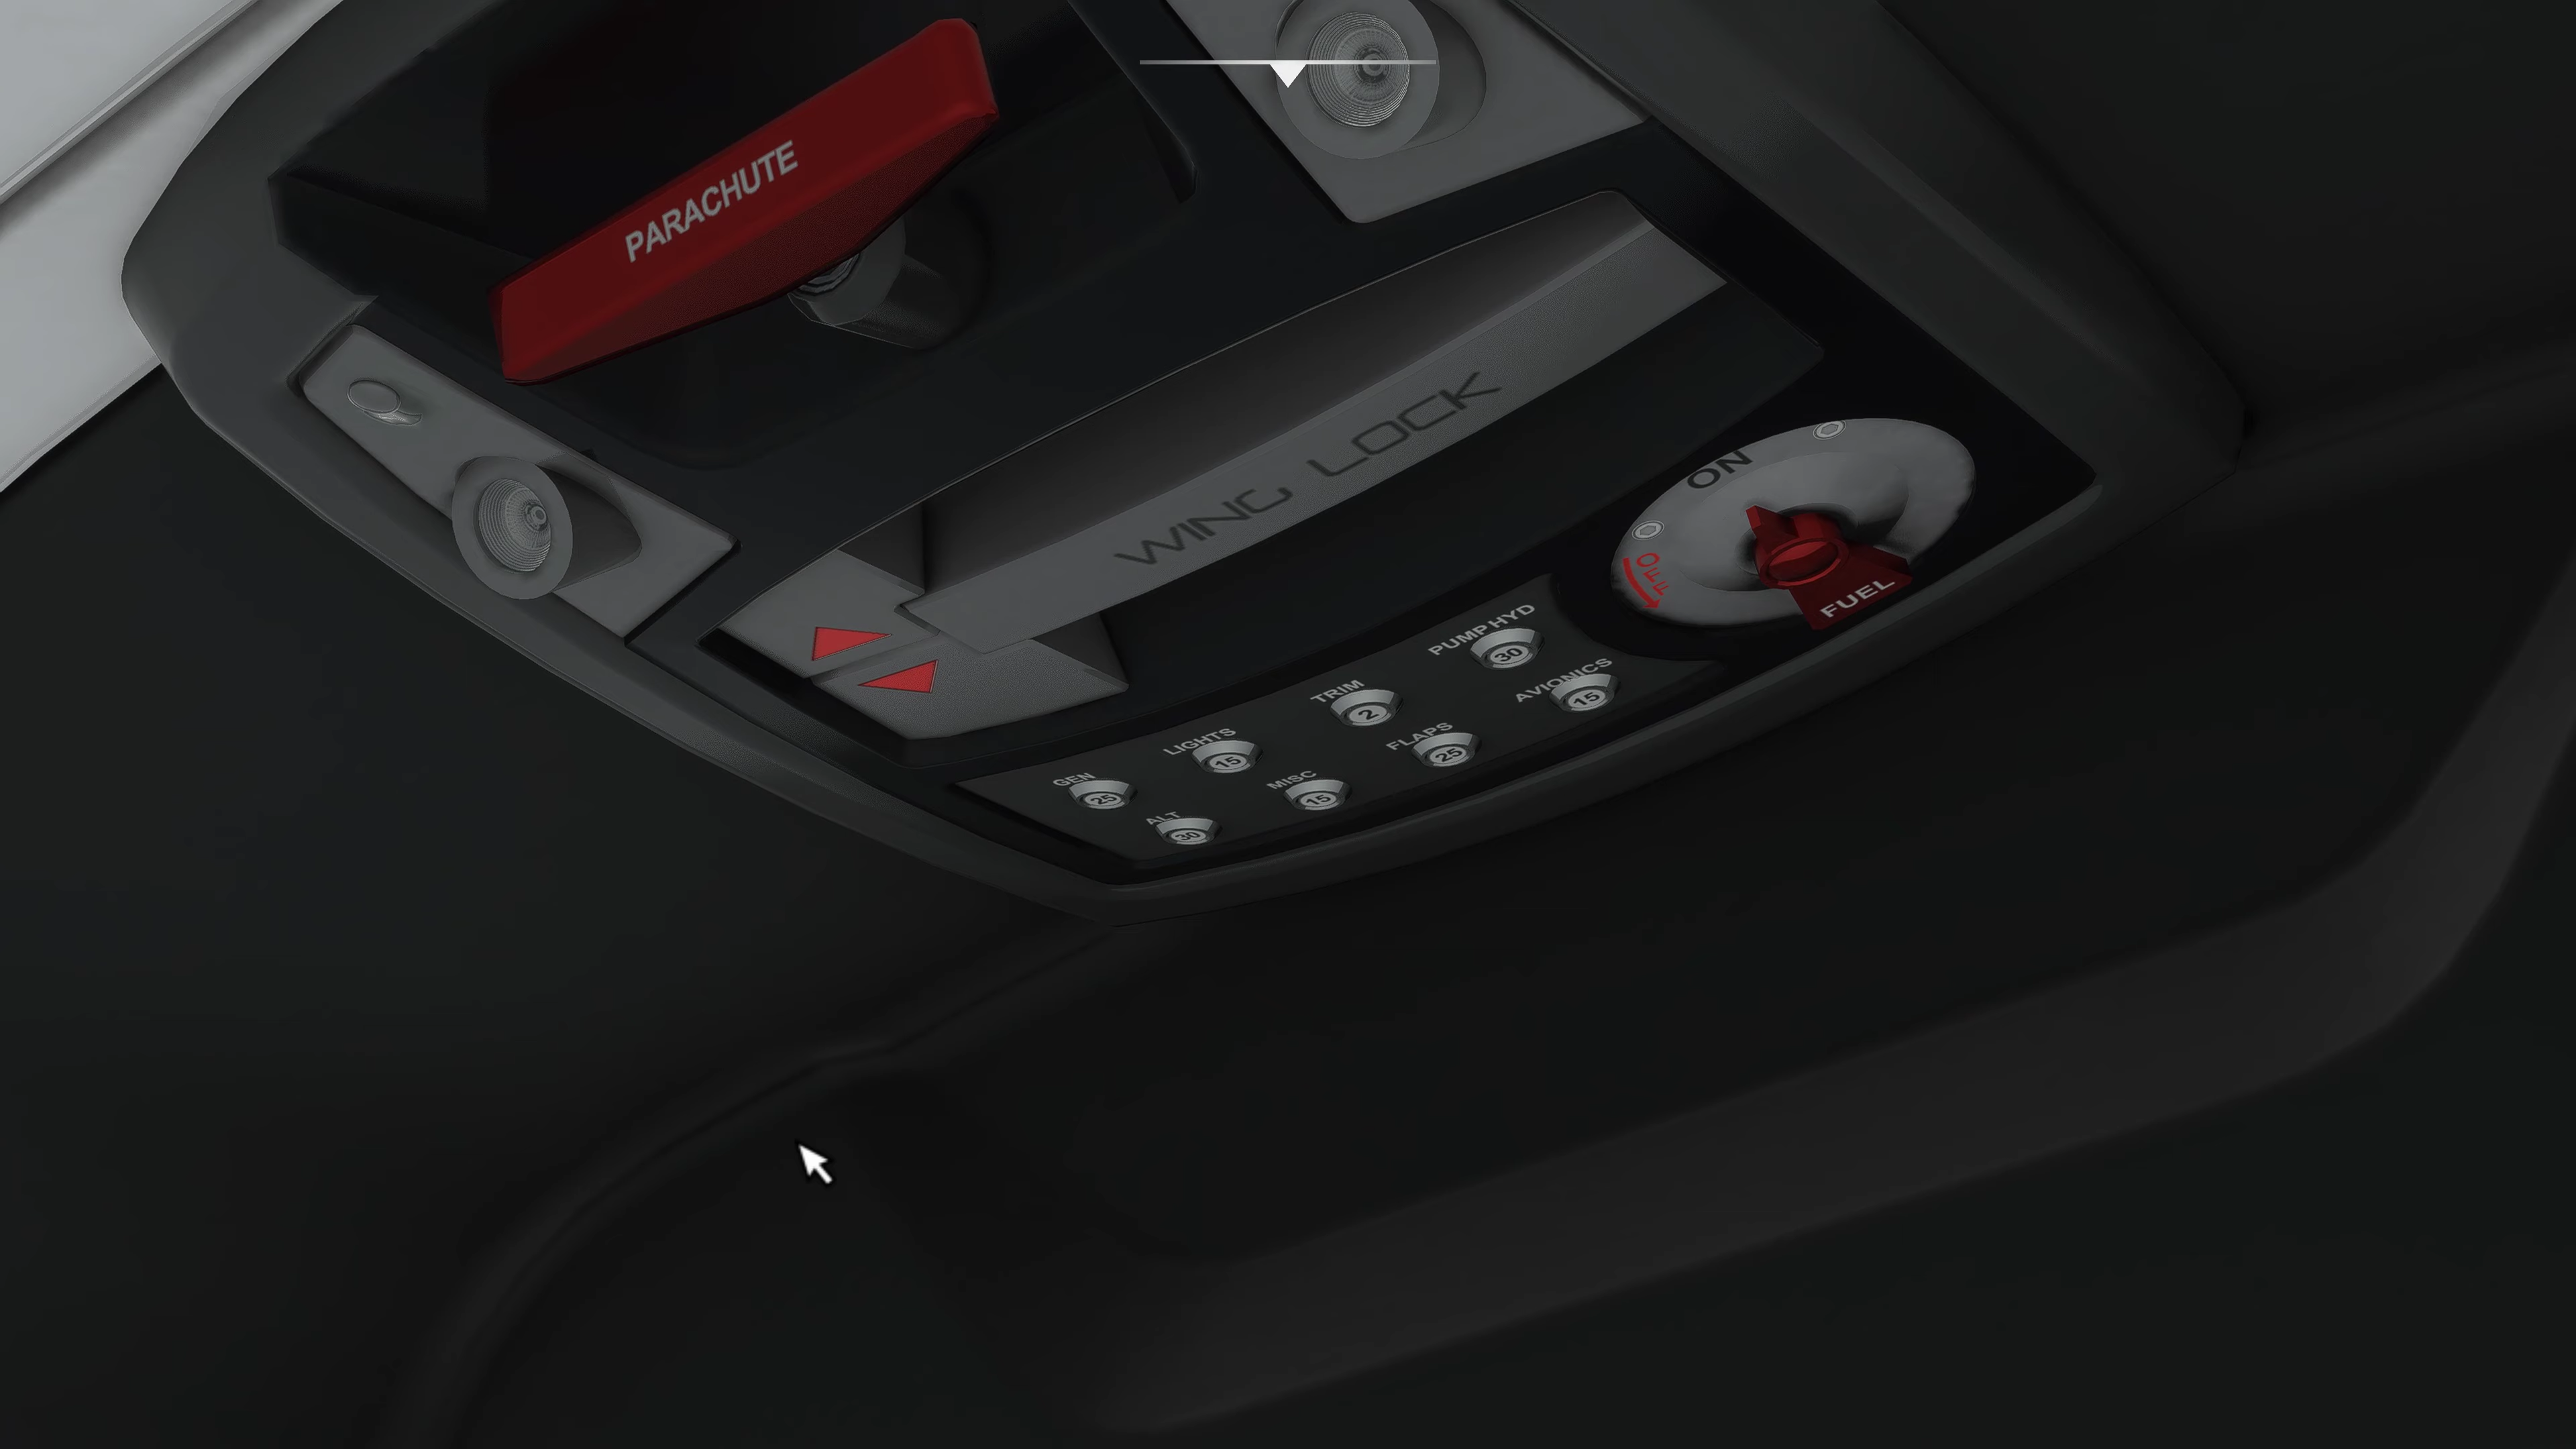 PARACHUTE
WING LOCK
ON
OFF
FUEL
PUMP HYD
30
AVIONICS
15
TRIM
2
FLAPS
25
LIGHTS
15
MISC
15
GEN
25
ALT
30